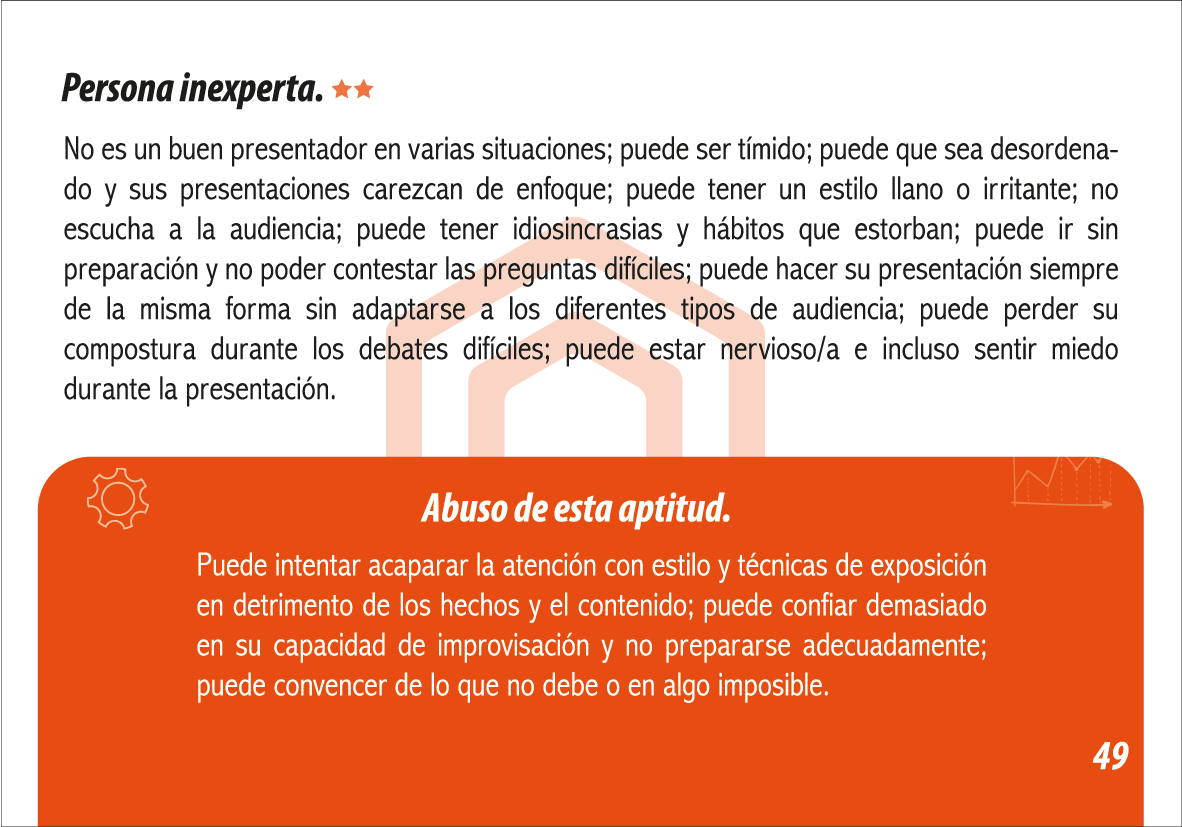 Persona inexperta. ★★
No es un buen presentador en varias situaciones; puede ser tímido; puede que sea desordena-
do y sus presentaciones carezcan de enfoque; puede tener un estilo llano o irritante; no
escucha a la audiencia; puede tener idiosincrasias y hábitos que estorban; puede ir sin
preparación y no poder contestar las preguntas difíciles; puede hacer su presentación siempre
de la misma forma sin adaptarse a los diferentes tipos de audiencia; puede perder su
compostura durante los debates difíciles; puede estar nervioso/a e incluso sentir miedo
durante la presentación.
Abuso de esta aptitud.
Puede intentar acaparar la atención con estilo y técnicas de exposición
en detrimento de los hechos y el contenido; puede confiar demasiado
en su capacidad de improvisación y no prepararse adecuadamente;
puede convencer de lo que no debe o en algo imposible.
49